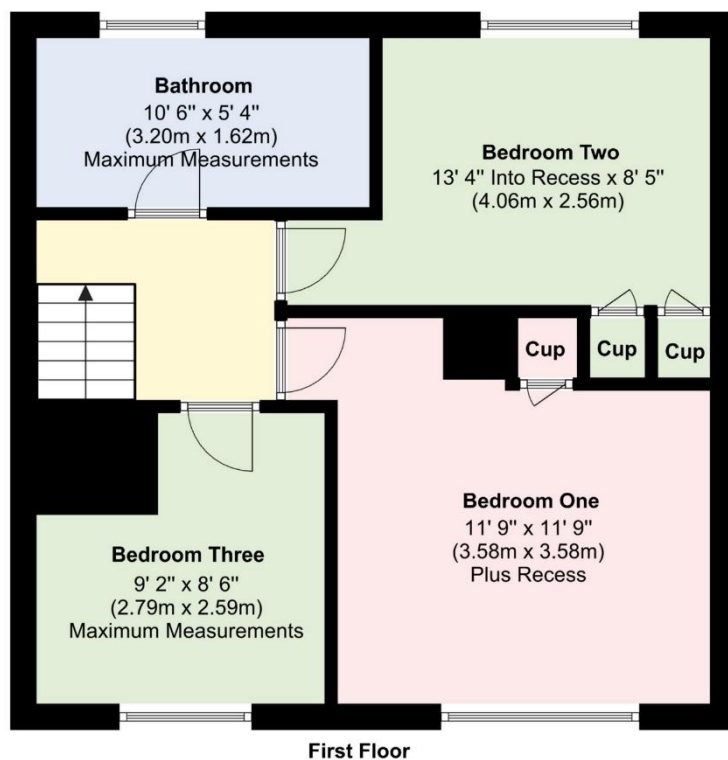 Bathroom
10' 6" x 5' 4"
(3.20m x 1.62m)
Maximum Measurements
Bedroom Two
13' 4" Into Recess x 8' 5"
(4.06m x 2.56m)
Cup
Cup
Cup
Bedroom One
11' 9" x 11' 9"
(3.58m x 3.58m)
Plus Recess
Bedroom Three
9' 2" x 8' 6"
(2.79m x 2.59m)
Maximum Measurements
First Floor